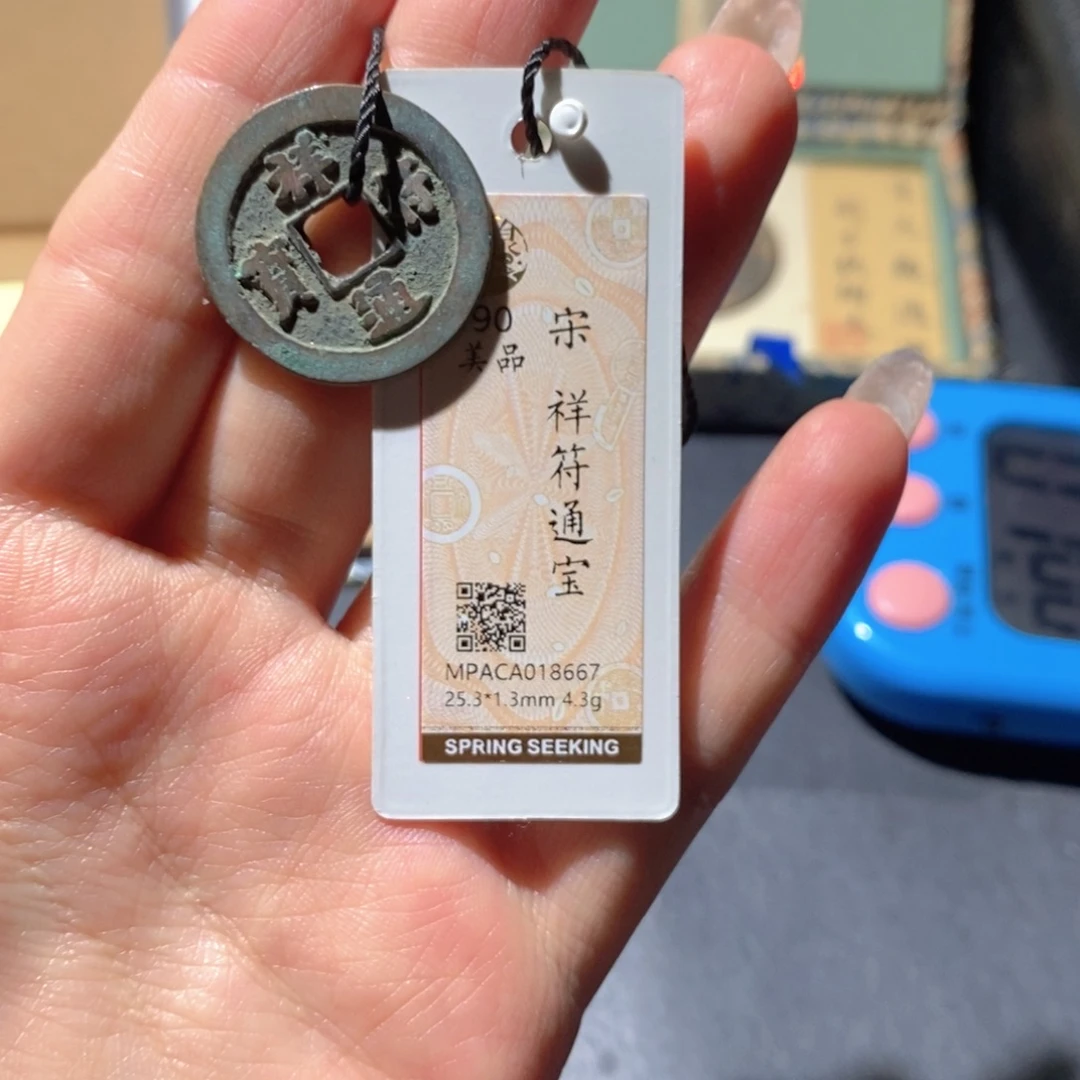 祥符通寶
90
美品
宋 祥符通宝
MPACA018667
25.3*1.3mm 4.3g
SPRING SEEKING